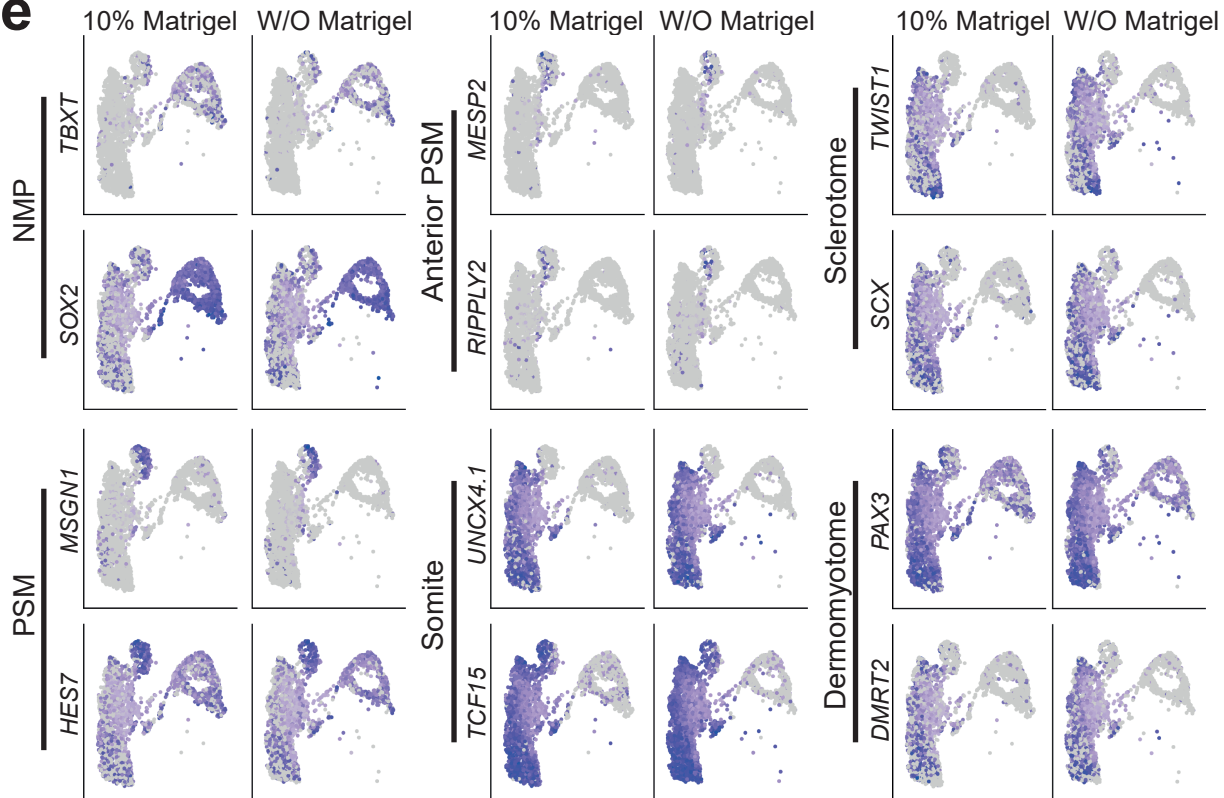 e
10% Matrigel W/O Matrigel
10% Matrigel W/O Matrigel
10% Matrigel W/O Matrigel
NMP
TBXT
SOX2
PSM
MSGN1
HES7
Anterior PSM
MESP2
RIPPLY2
Somite
UNCX4.1
TCF15
Sclerotome
TWIST1
SCX
Dermomyotome
PAX3
DMRT2